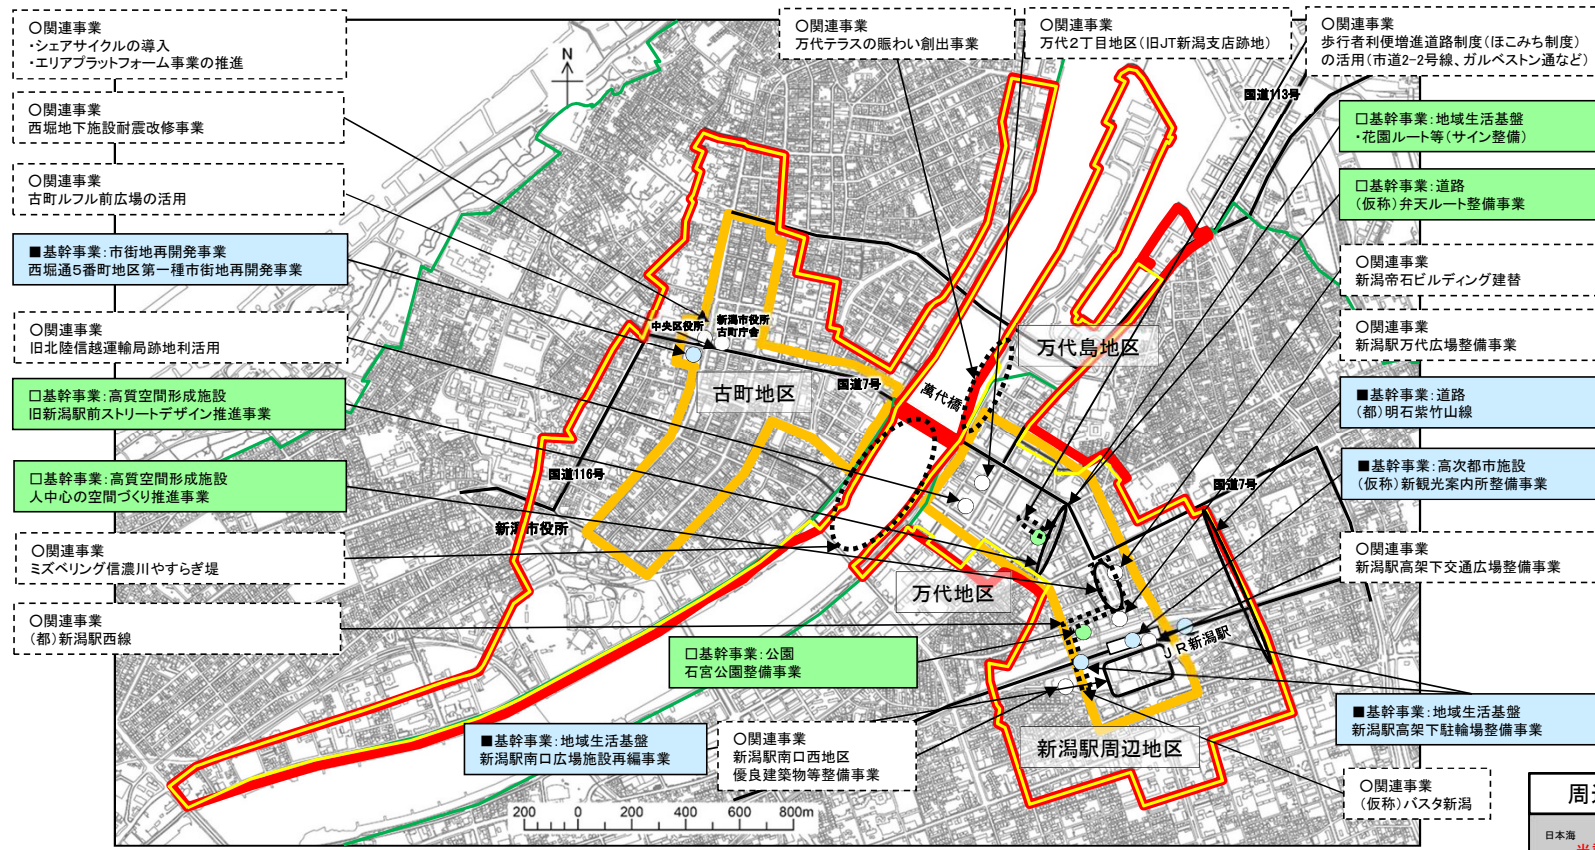 ○関連事業
・シェアサイクルの導入
・エリアプラットフォーム事業の推進
○関連事業
西堀地下施設耐震改修事業
○関連事業
古町ルフル前広場の活用
■基幹事業:市街地再開発事業
西堀通5番町地区第一種市街地再開発事業
○関連事業
旧北陸信越運輸局跡地利活用
□基幹事業:高質空間形成施設
旧新潟駅前ストリートデザイン推進事業
□基幹事業:高質空間形成施設
人中心の空間づくり推進事業
○関連事業
ミズベリング信濃川やすらぎ堤
○関連事業
(都)新潟駅西線
○関連事業
万代テラスの賑わい創出事業
○関連事業
万代2丁目地区(旧JT新潟支店跡地)
○関連事業
歩行者利便増進道路制度(ほこみち制度)
の活用(市道2-2号線、ガルベストン通など)
□基幹事業:地域生活基盤
・花園ルート等(サイン整備)
□基幹事業:道路
(仮称)弁天ルート整備事業
○関連事業
新潟帝石ビルディング建替
○関連事業
新潟駅万代広場整備事業
■基幹事業:道路
(都)明石紫竹山線
■基幹事業:高次都市施設
(仮称)新観光案内所整備事業
○関連事業
新潟駅高架下交通広場整備事業
■基幹事業:地域生活基盤
新潟駅高架下駐輪場整備事業
○関連事業
(仮称)バスタ新潟
□基幹事業:公園
石宮公園整備事業
■基幹事業:地域生活基盤
新潟駅南口広場施設再編事業
○関連事業
新潟駅南口西地区
優良建築物等整備事業
N
国道113号
中央区役所
新潟市役所
古町庁舎
古町地区
国道7号
萬代橋
万代島地区
国道116号
新潟市役所
国道7号
万代地区
JR新潟駅
新潟駅周辺地区
200 0 200 400 600 800m
日本海